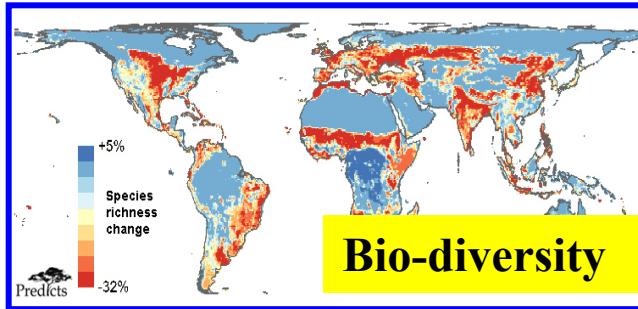 +5%
Species
richness
change
-32%
Predicts
Bio-diversity